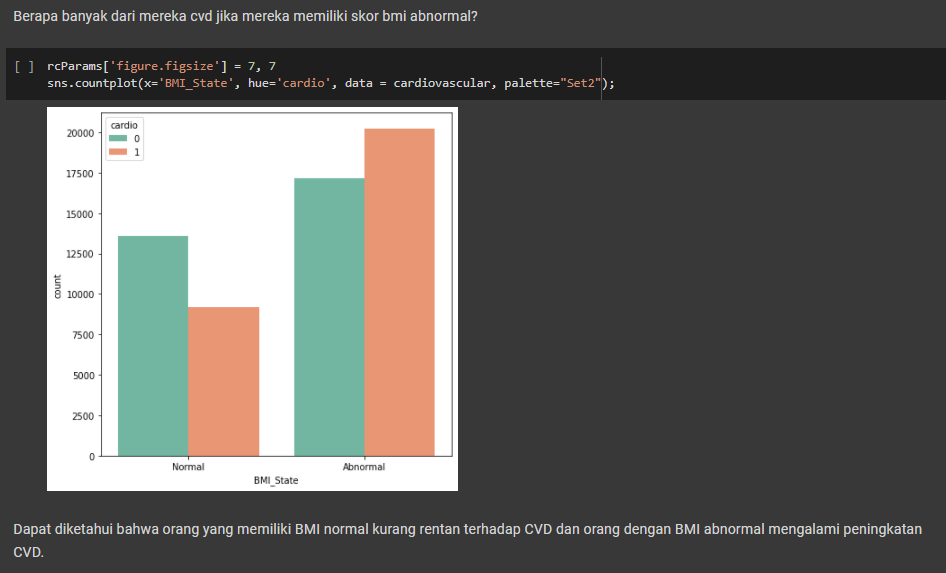 Berapa banyak dari mereka cvd jika mereka memiliki skor bmi abnormal?
[ ] rcParams['figure.figsize'] = 7, 7
sns.countplot(x='BMI_State', hue='cardio', data = cardiovascular, palette="Set2");
cardio
0
1
20000
17500
15000
12500
10000
7500
5000
2500
0
count
Normal Abnormal
BMI_State
Dapat diketahui bahwa orang yang memiliki BMI normal kurang rentan terhadap CVD dan orang dengan BMI abnormal mengalami peningkatan
CVD.